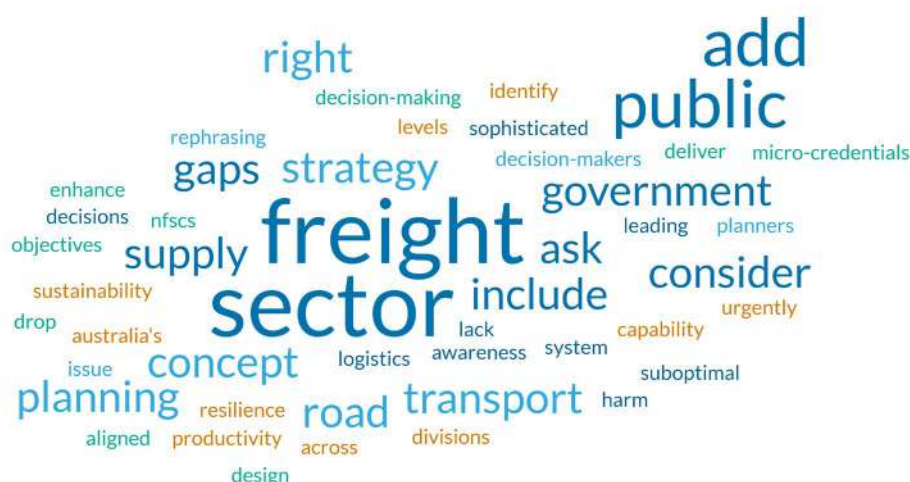 add
right
public
decision-making
identify
levels
sophisticated
rephrasing
decision-makers
deliver
micro-credentials
gaps
strategy
government
enhance
decisions
nfscs
freight
leading
planners
objectives
supply
ask
consider
sustainability
sector
include
urgently
drop
australia's
lack
capability
logistics
awareness
system
issue
concept
suboptimal
planning
resilience
road
transport
harm
aligned
productivity
across
divisions
design